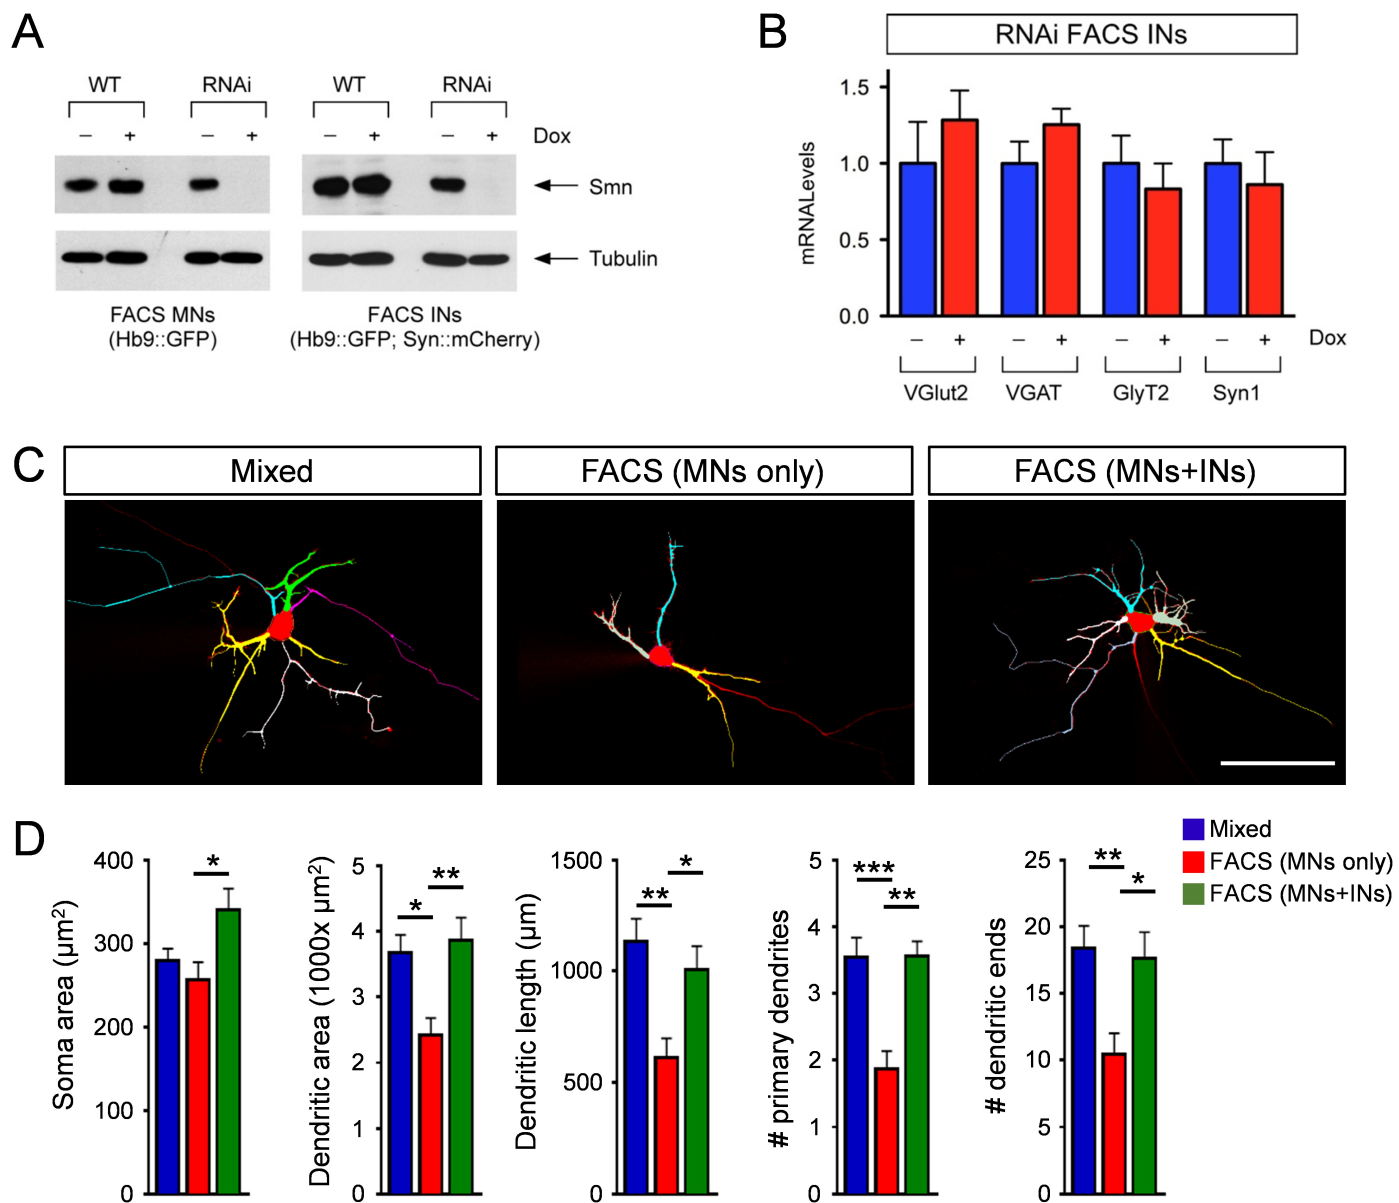 A
WT
RNAi
WT
RNAi
– + – + – + – + Dox
Smn
Tubulin
FACS MNs
(Hb9::GFP)
FACS INs
(Hb9::GFP; Syn::mCherry)
B
RNAi FACS INs
mRNALevels
1.5
1.0
0.5
0.0
– + – + – + – + Dox
VGlut2
VGAT
GlyT2
Syn1
C
Mixed
FACS (MNs only)
FACS (MNs+INs)
D
Mixed
FACS (MNs only)
FACS (MNs+INs)
Soma area (µm²)
400
300
200
100
0
*
Dendritic area (1000x µm²)
5
4
3
2
1
0
*
**
Dendritic length (µm)
1500
1000
500
0
**
*
# primary dendrites
5
4
3
2
1
0
***
**
# dendritic ends
25
20
15
10
5
0
**
*